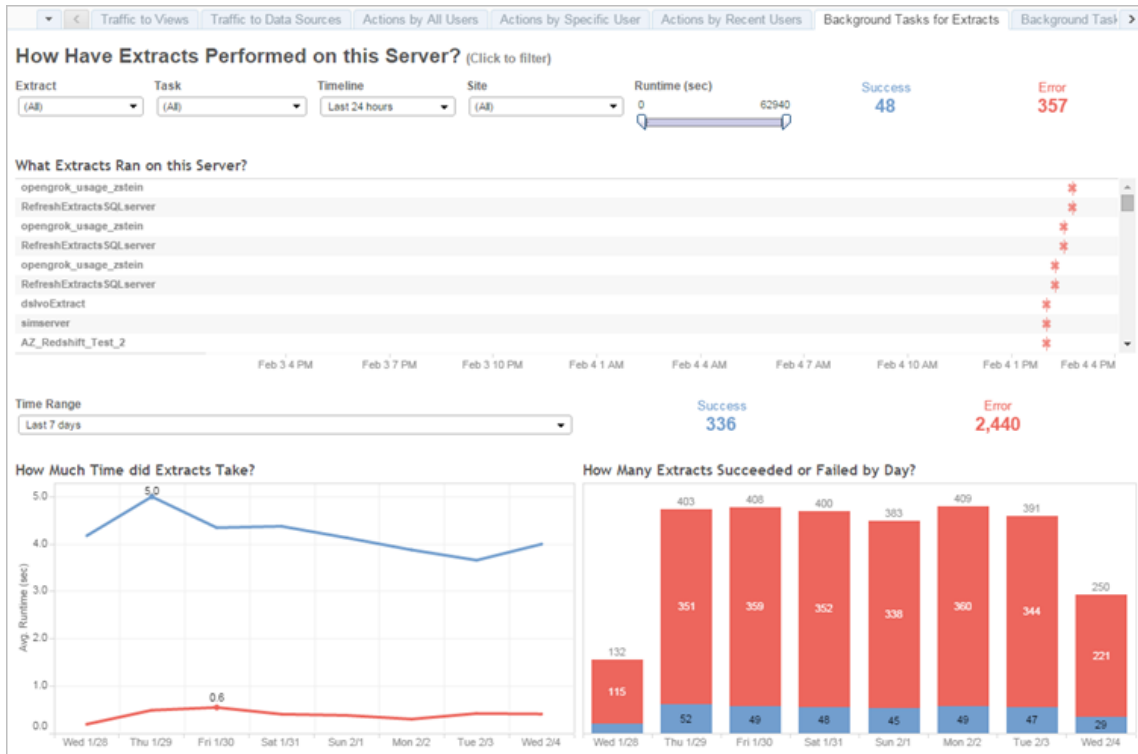 Traffic to Views Traffic to Data Sources Actions by All Users Actions by Specific User Actions by Recent Users Background Tasks for Extracts Background Task
How Have Extracts Performed on this Server? (Click to filter)
Extract Task Timeline Site Runtime (sec) Success Error
(All) (All) Last 24 hours (All) 0 62940 48 357
What Extracts Ran on this Server?
opengrok_usage_zstein
RefreshExtractsSQLserver
opengrok_usage_zstein
RefreshExtractsSQLserver
opengrok_usage_zstein
RefreshExtractsSQLserver
dslvoExtract
simserver
AZ_Redshift_Test_2
Feb 3 4 PM Feb 3 7 PM Feb 3 10 PM Feb 4 1 AM Feb 4 4 AM Feb 4 7 AM Feb 4 10 AM Feb 4 1 PM Feb 4 4 PM
Time Range Success Error
Last 7 days 336 2,440
How Much Time did Extracts Take?
5.0
4.0
3.0
2.0
1.0
0.0
Avg. Runtime (sec)
5.0
0.6
Wed 1/28 Thu 1/29 Fri 1/30 Sat 1/31 Sun 2/1 Mon 2/2 Tue 2/3 Wed 2/4
How Many Extracts Succeeded or Failed by Day?
132 403 408 400 383 409 391 250
115 351 359 352 338 360 344 221
52 49 48 45 49 47 29
Wed 1/28 Thu 1/29 Fri 1/30 Sat 1/31 Sun 2/1 Mon 2/2 Tue 2/3 Wed 2/4